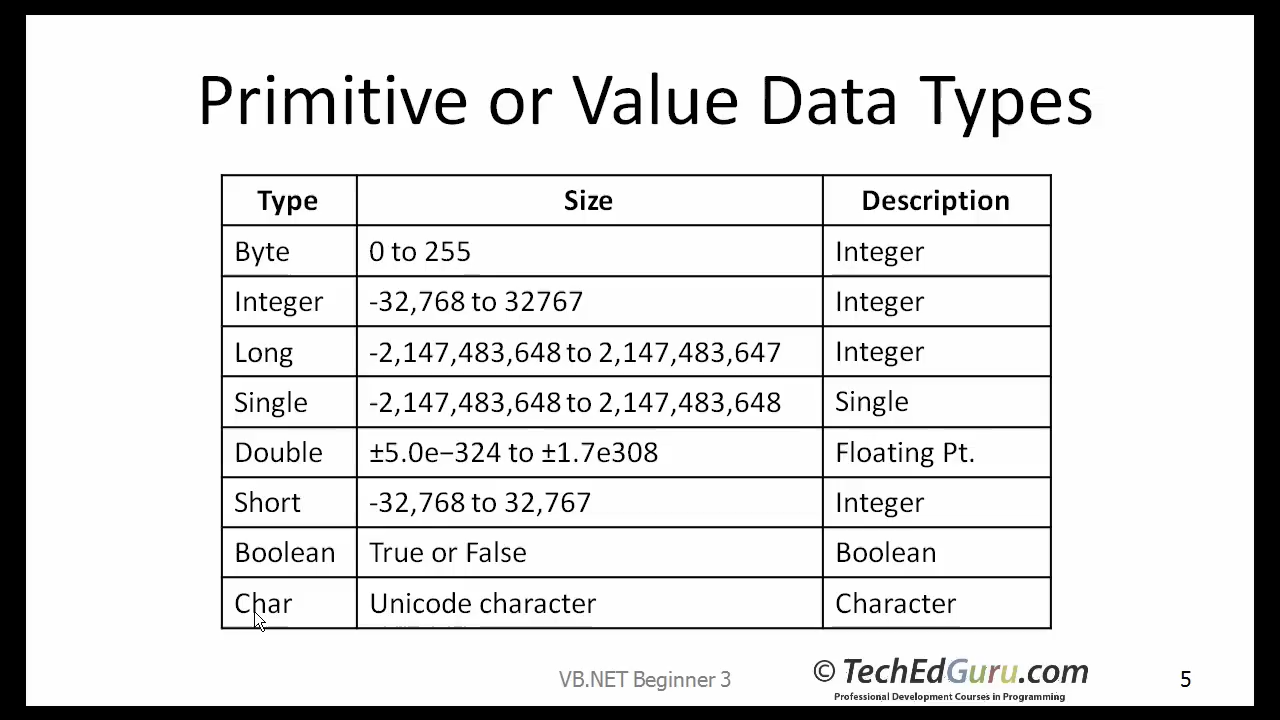 Primitive or Value Data Types
Type Size Description
Byte 0 to 255 Integer
Integer -32,768 to 32767 Integer
Long -2,147,483,648 to 2,147,483,647 Integer
Single -2,147,483,648 to 2,147,483,648 Single
Double ±5.0e−324 to ±1.7e308 Floating Pt.
Short -32,768 to 32,767 Integer
Boolean True or False Boolean
Char Unicode character Character
VB.NET Beginner 3
© TechEdGuru.com
Professional Development Courses in Programming
5